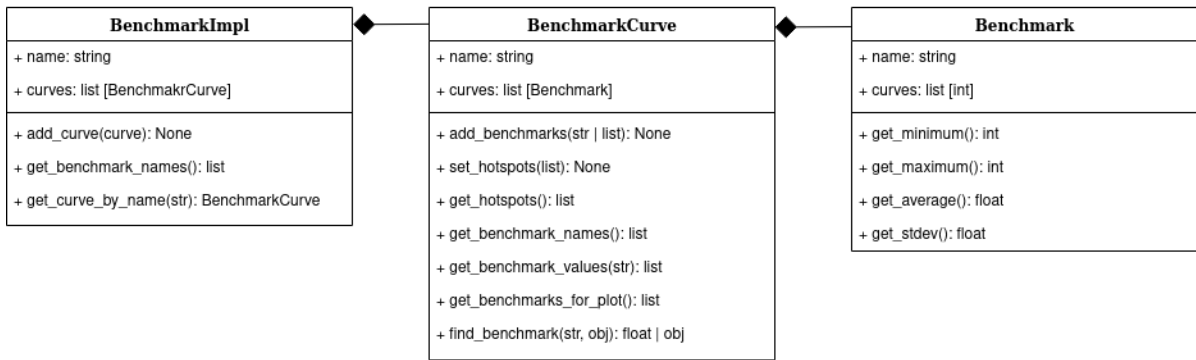 BenchmarkImpl
+ name: string
+ curves: list [BenchmakrCurve]
+ add_curve(curve): None
+ get_benchmark_names(): list
+ get_curve_by_name(str): BenchmarkCurve
BenchmarkCurve
+ name: string
+ curves: list [Benchmark]
+ add_benchmarks(str | list): None
+ set_hotspots(list): None
+ get_hotspots(): list
+ get_benchmark_names(): list
+ get_benchmark_values(str): list
+ get_benchmarks_for_plot(): list
+ find_benchmark(str, obj): float | obj
Benchmark
+ name: string
+ curves: list [int]
+ get_minimum(): int
+ get_maximum(): int
+ get_average(): float
+ get_stdev(): float